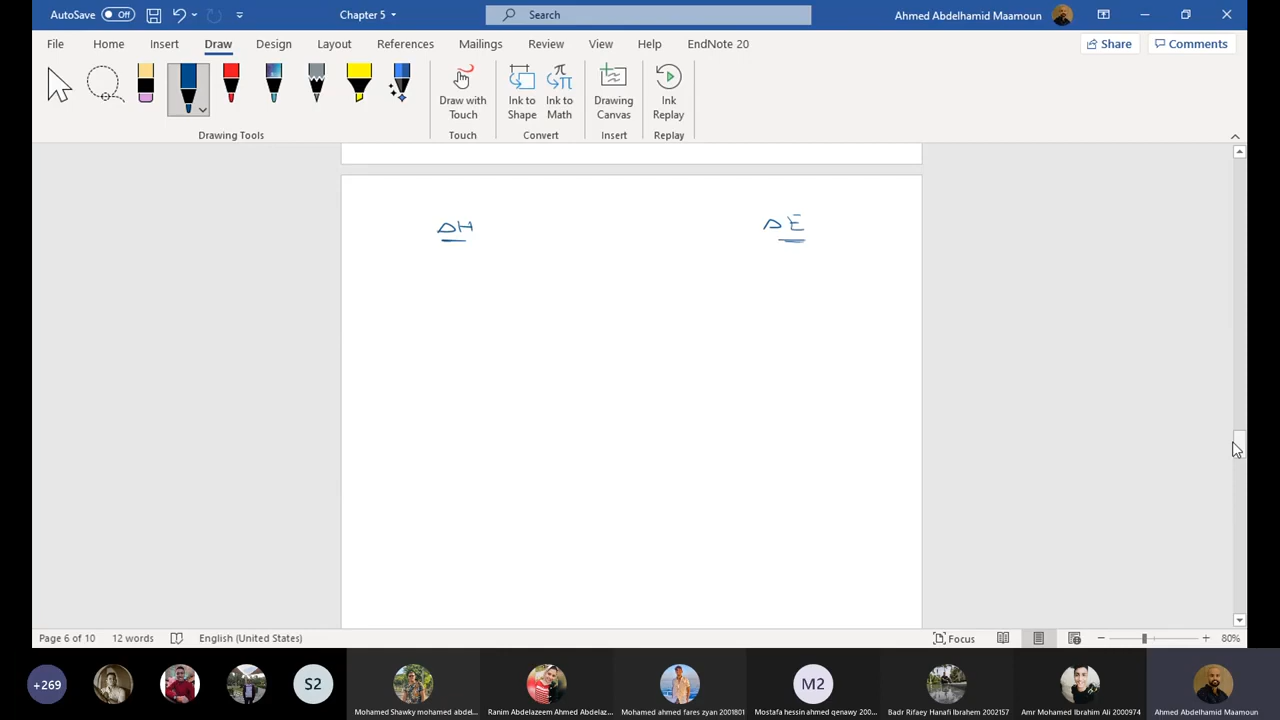 AutoSave Off Chapter 5 Search Ahmed Abdelhamid Maamoun
File Home Insert Draw Design Layout References Mailings Review View Help EndNote 20 Share Comments
Draw with Touch
Ink to Shape
Ink to Math
Drawing Canvas
Ink Replay
Drawing Tools Touch Convert Insert Replay
ΔH ΔE
Page 6 of 10 12 words English (United States) Focus 80%
+269 S2 M2
Mohamed Shawky mohamed abdel... Ranim Abdelazeem Ahmed Abdelaz... Mohamed ahmed fares zyan 2001801 Mostafa hessin ahmed qenawy 200... Badr Rifaey Hanafi Ibrahem 2002157 Amr Mohamed Ibrahim Ali 2000974 Ahmed Abdelhamid Maamoun